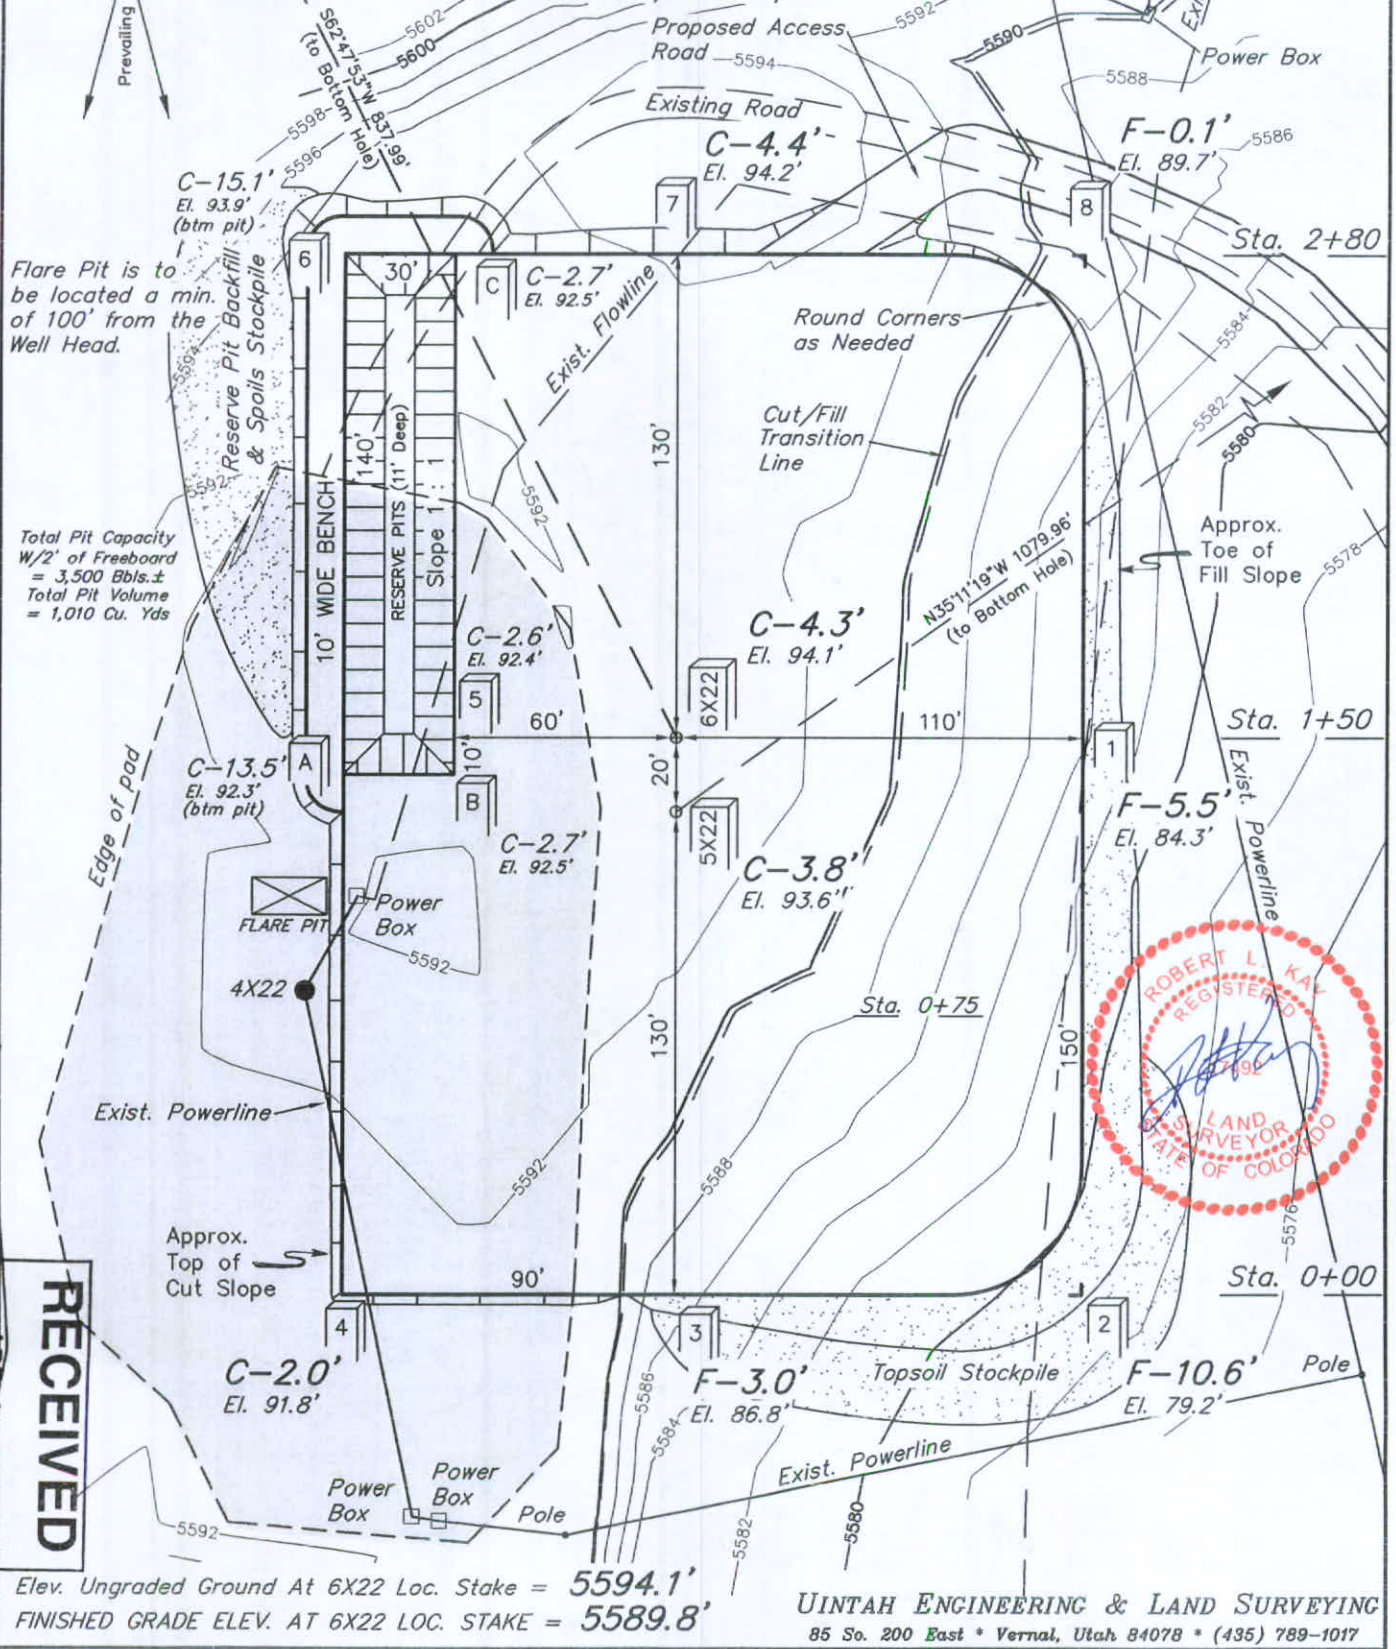 Prevailing
S62°47'53"W 837.99'
(to Bottom Hole)
5602
5600
5598
5596
Proposed Access
Road
5594
5592
5590
5588
Power Box
Existing Road
C-4.4'
El. 94.2'
F-0.1'
El. 89.7'
5586
C-15.1'
El. 93.9'
(btm pit)
6
7
8
Sta. 2+80
Flare Pit is to
be located a min.
of 100' from the
Well Head.
Reserve Pit Backfill
& Spoils Stockpile
5594
5592
30'
C
C-2.7'
El. 92.5'
Exist. Flowline
Round Corners
as Needed
5584
5582
5580
Cut/Fill
Transition
Line
140'
RESERVE PITS (11' Deep)
Slope 1 : 1
10' WIDE BENCH
130'
5592
Total Pit Capacity
W/2' of Freeboard
= 3,500 Bbls.±
Total Pit Volume
= 1,010 Cu. Yds
Approx.
Toe of
Fill Slope
5578
N35°11'19"W 1079.96'
(to Bottom Hole)
C-2.6'
El. 92.4'
C-4.3'
El. 94.1'
5
6X22
60'
110'
Sta. 1+50
1
A
C-13.5'
El. 92.3'
(btm pit)
10'
B
20'
5X22
C-2.7'
El. 92.5'
F-5.5'
El. 84.3'
Exist. Powerline
Edge of pad
C-3.8'
El. 93.6'
FLARE PIT
Power
Box
5592
4X22
130'
Sta. 0+75
150'
ROBERT L. KAY
REGISTERED
LAND
SURVEYOR
STATE OF COLORADO
Exist. Powerline
5592
5588
5576
Approx.
Top of
Cut Slope
90'
Sta. 0+00
RECEIVED
4
3
2
C-2.0'
El. 91.8'
F-3.0'
El. 86.8'
Topsoil Stockpile
F-10.6'
El. 79.2'
Pole
5586
5584
Exist. Powerline
Power
Box
Power
Box
Pole
5592
5582
5580
Elev. Ungraded Ground At 6X22 Loc. Stake = 5594.1'
FINISHED GRADE ELEV. AT 6X22 LOC. STAKE = 5589.8'
UINTAH ENGINEERING & LAND SURVEYING
85 So. 200 East * Vernal, Utah 84078 * (435) 789-1017